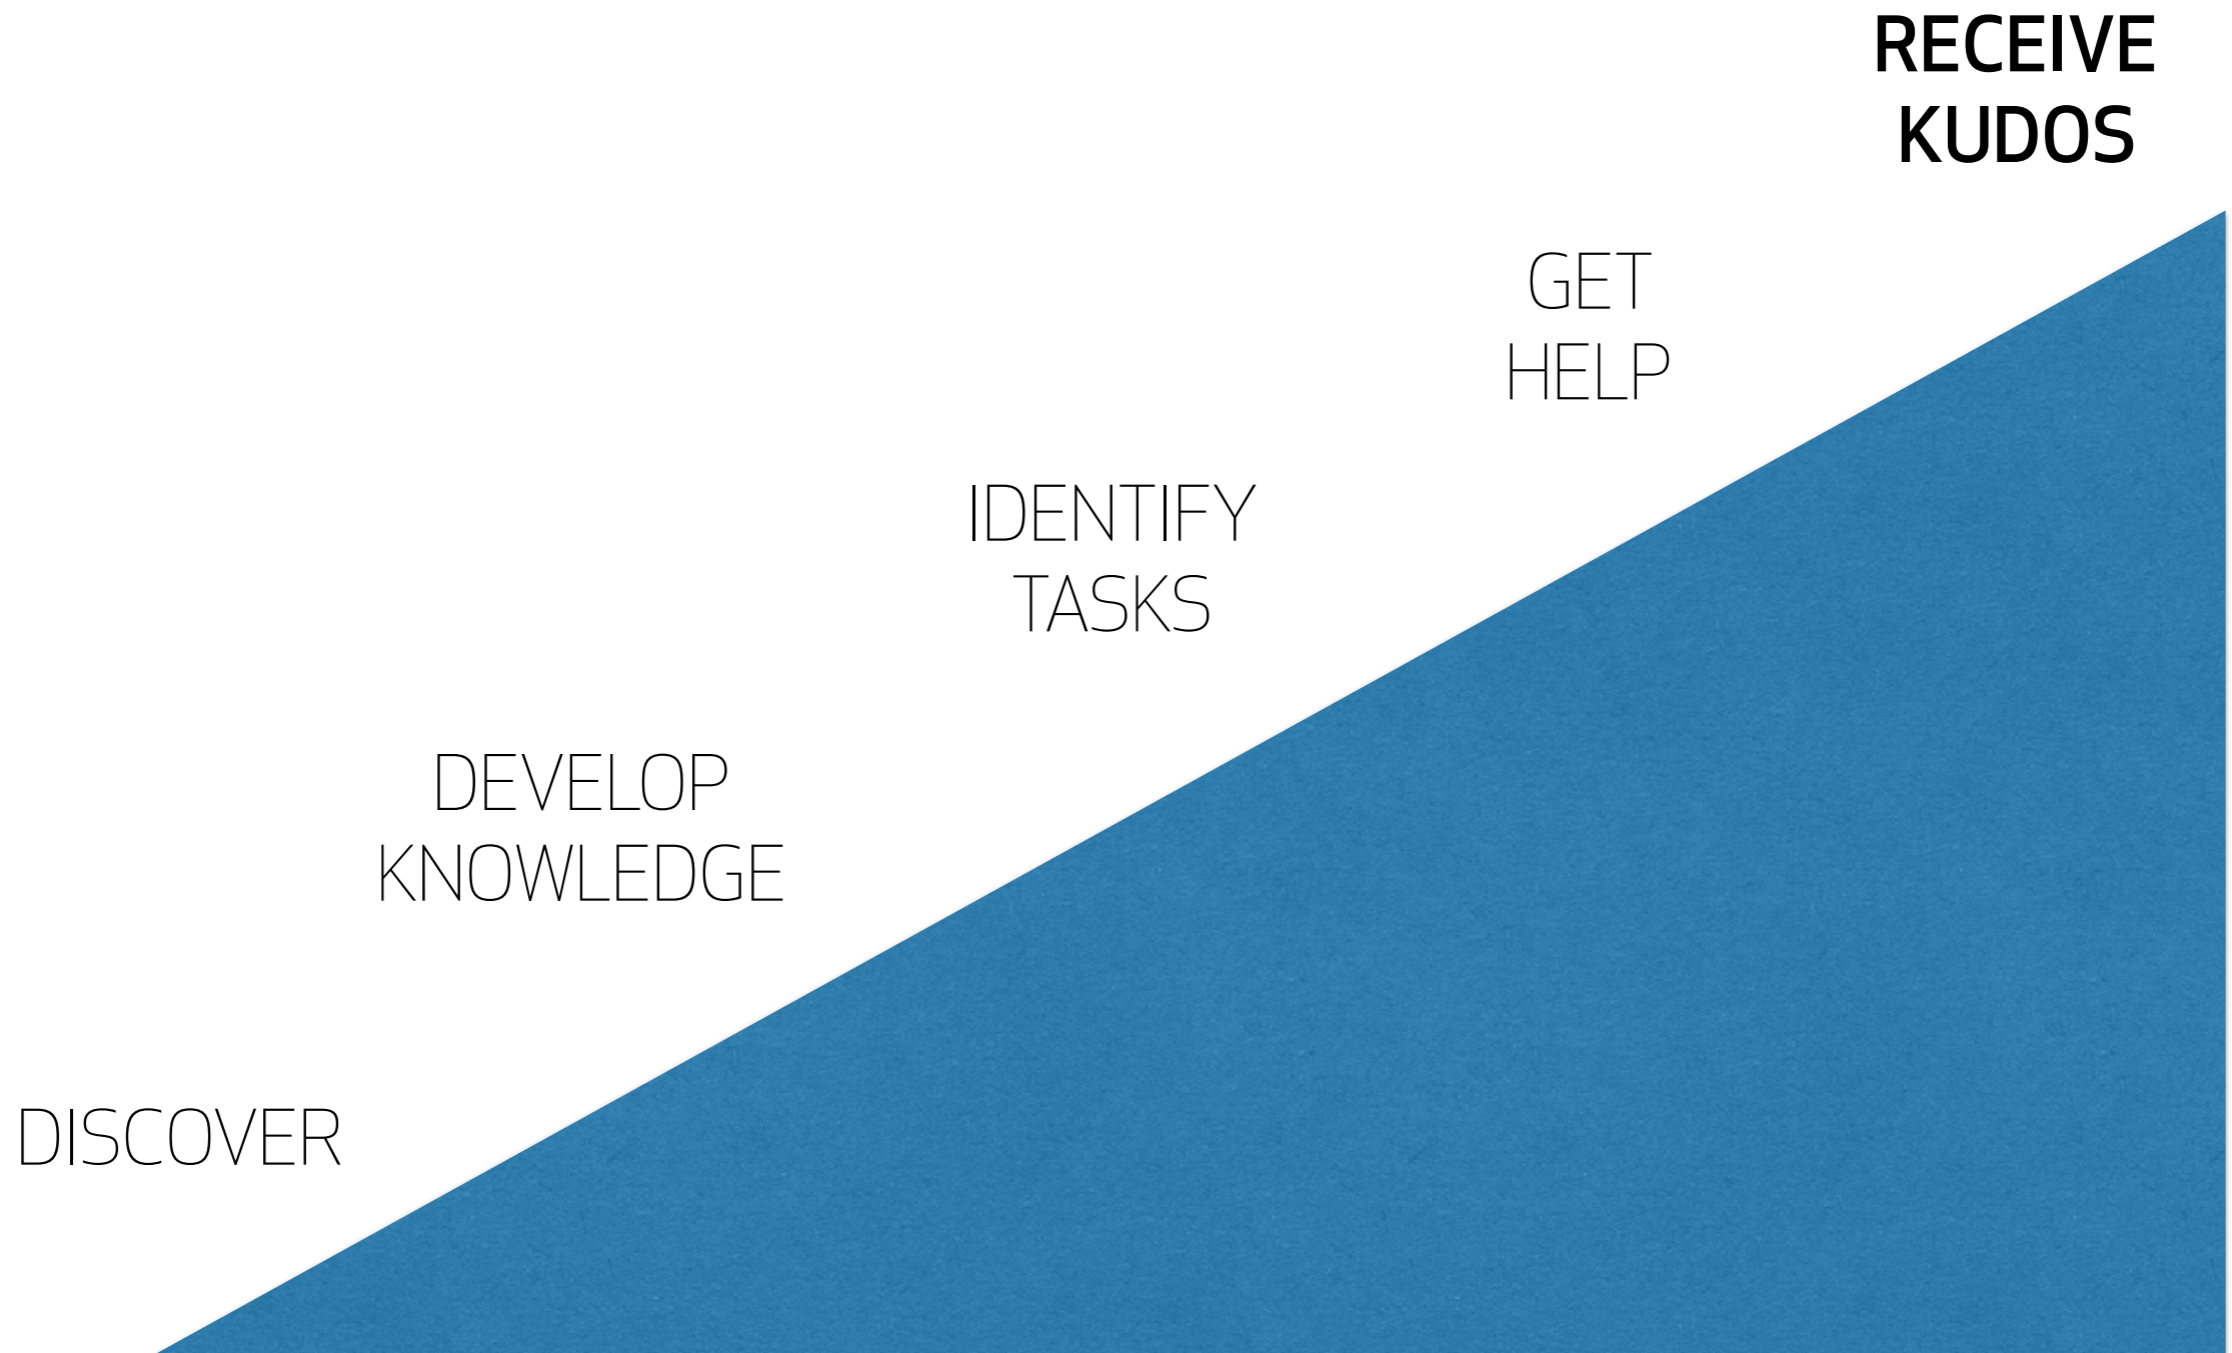 RECEIVE
KUDOS
GET
HELP
IDENTIFY
TASKS
DEVELOP
KNOWLEDGE
DISCOVER